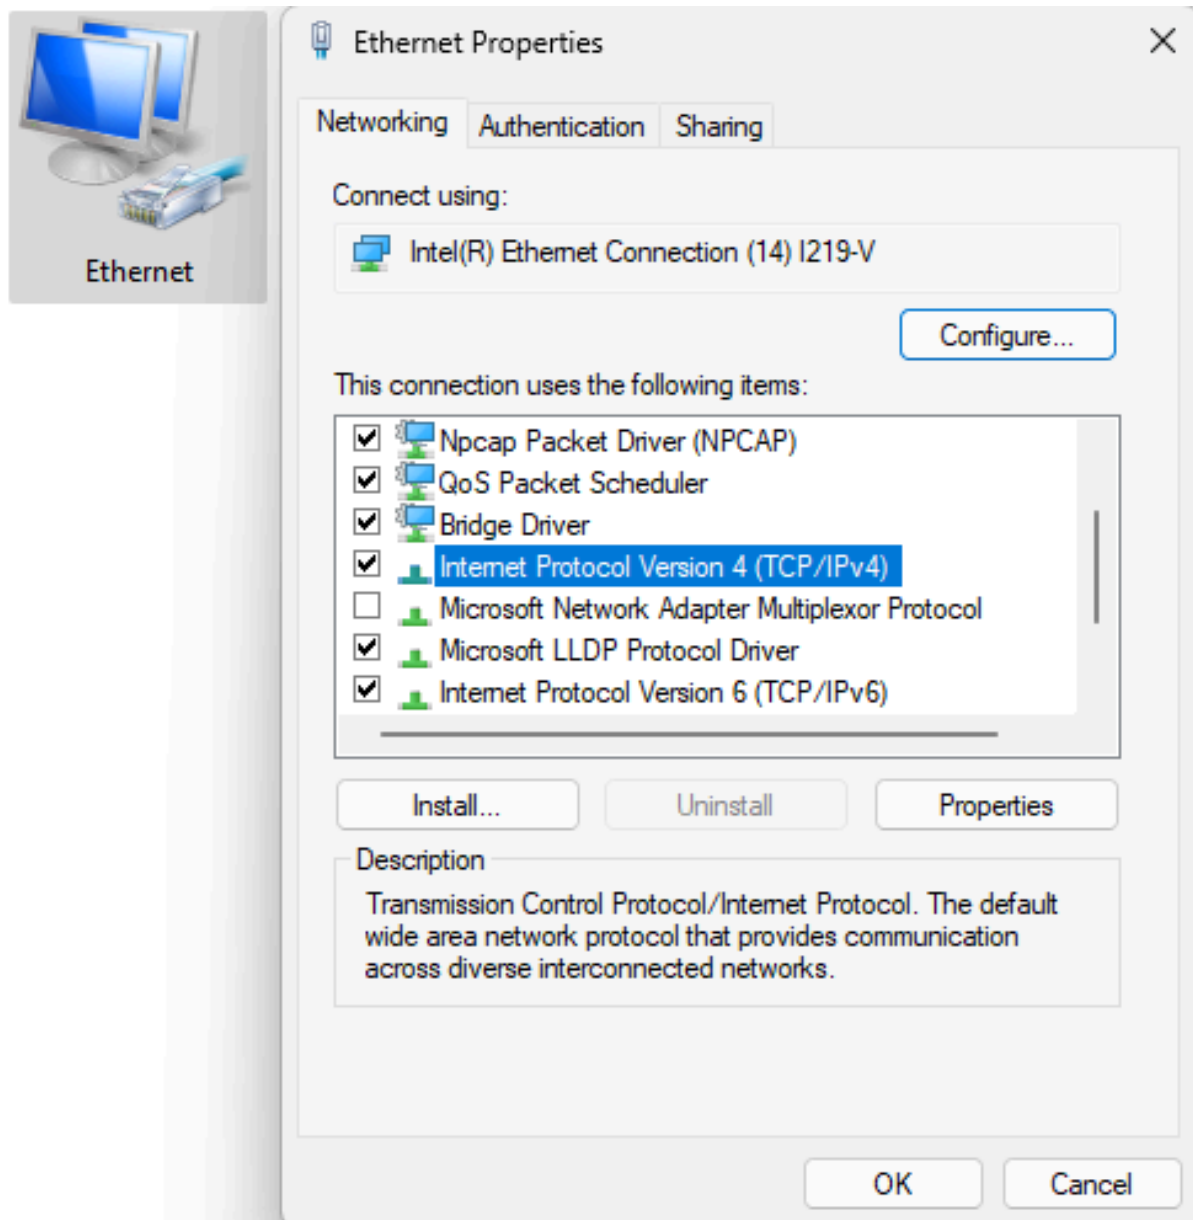 Ethernet
Ethernet Properties
Networking
Authentication
Sharing
Connect using:
Intel(R) Ethernet Connection (14) I219-V
Configure...
This connection uses the following items:
Npcap Packet Driver (NPCAP)
QoS Packet Scheduler
Bridge Driver
Internet Protocol Version 4 (TCP/IPv4)
Microsoft Network Adapter Multiplexor Protocol
Microsoft LLDP Protocol Driver
Internet Protocol Version 6 (TCP/IPv6)
Install...
Uninstall
Properties
Description
Transmission Control Protocol/Internet Protocol. The default
wide area network protocol that provides communication
across diverse interconnected networks.
OK
Cancel